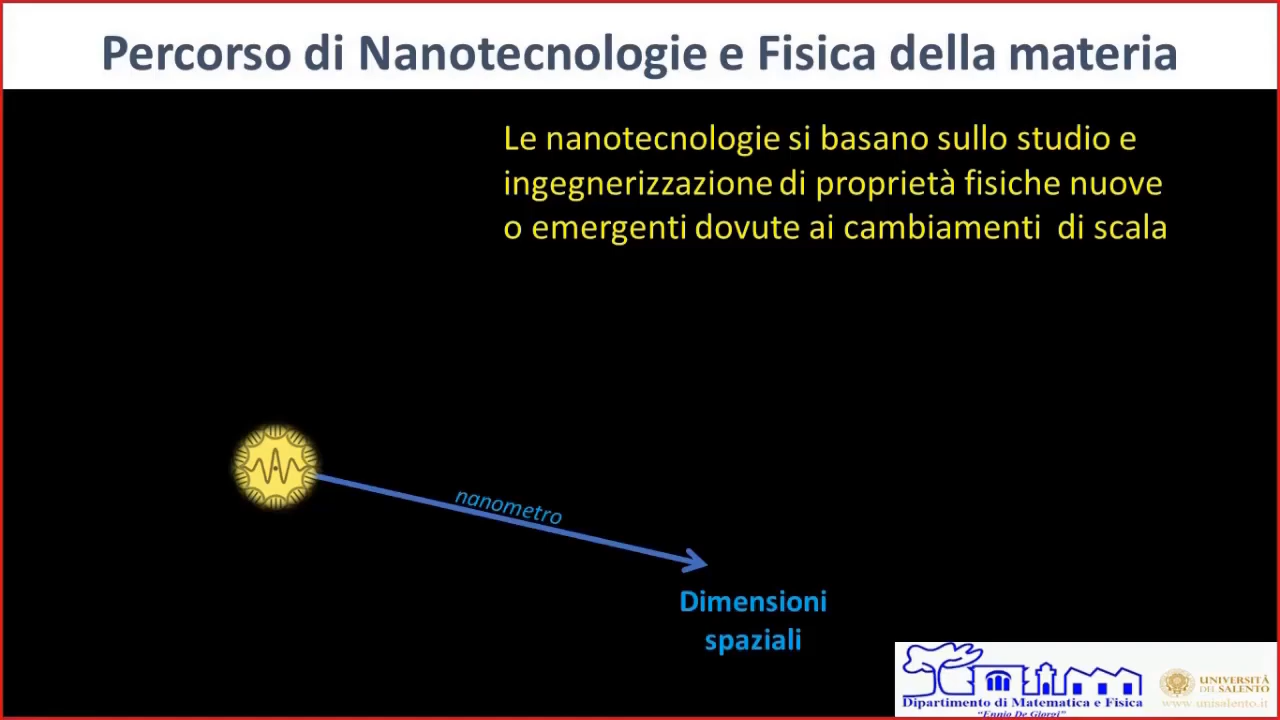 Percorso di Nanotecnologie e Fisica della materia
Le nanotecnologie si basano sullo studio e
ingegnerizzazione di proprietà fisiche nuove
o emergenti dovute ai cambiamenti di scala
nanometro
Dimensioni
spaziali
Dipartimento di Matematica e Fisica
"Ennio De Giorgi"
UNIVERSITÀ
DEL SALENTO
www.unisalento.it